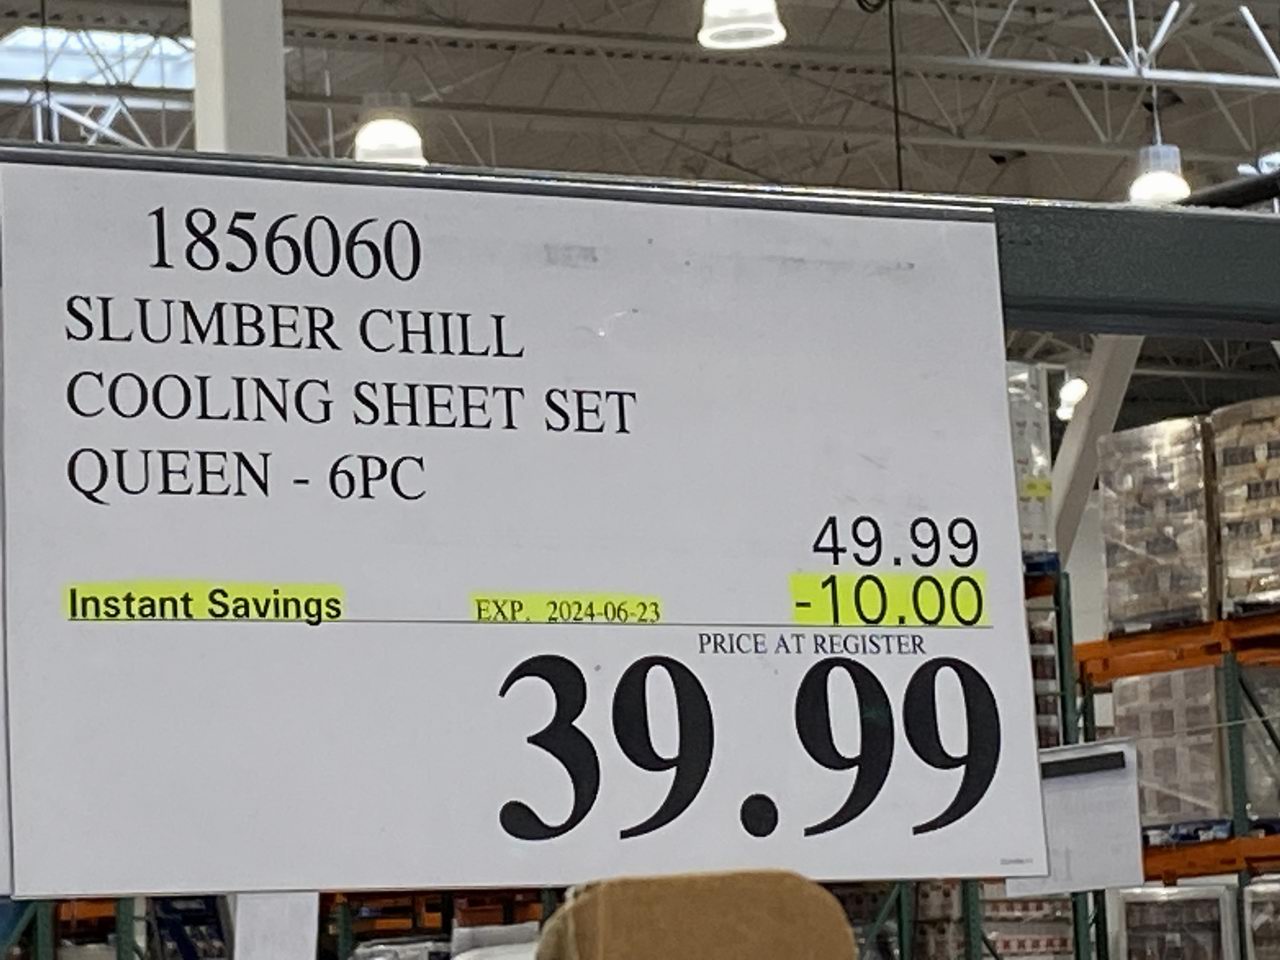 1856060
SLUMBER CHILL
COOLING SHEET SET
QUEEN - 6PC
49.99
Instant Savings EXP. 2024-06-23 -10.00
PRICE AT REGISTER
39.99